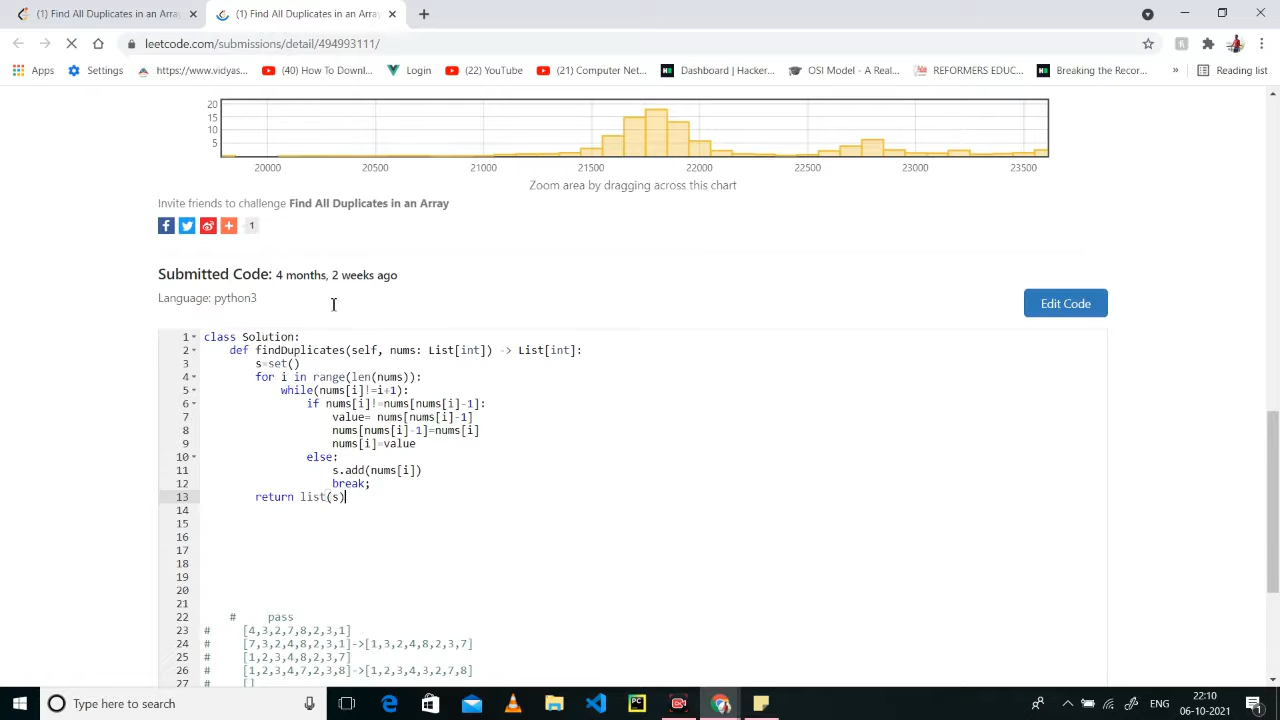 (1) Find All Duplicates in an Arra
(1) Find All Duplicates in an Arra
leetcode.com/submissions/detail/494993111/
Apps
Settings
https://www.vidyas...
(40) How To Downl...
Login
(22) YouTube
(21) Computer Net...
Dashboard | Hacker...
OSI Model - A Real...
REFORMERS EDUC...
Breaking the Recor...
»
Reading list
20
15
10
5
20000 20500 21000 21500 22000 22500 23000 23500
Zoom area by dragging across this chart
Invite friends to challenge Find All Duplicates in an Array
1
Submitted Code: 4 months, 2 weeks ago
Language: python3
Edit Code
1 class Solution:
2 def findDuplicates(self, nums: List[int]) -> List[int]:
3 s=set()
4 for i in range(len(nums)):
5 while(nums[i]!=i+1):
6 if nums[i]!=nums[nums[i]-1]:
7 value= nums[nums[i]-1]
8 nums[nums[i]-1]=nums[i]
9 nums[i]=value
10 else:
11 s.add(nums[i])
12 break;
13 return list(s)
14
15
16
17
18
19
20
21
22 # pass
23 # [4,3,2,7,8,2,3,1]
24 # [7,3,2,4,8,2,3,1]->[1,3,2,4,8,2,3,7]
25 # [1,2,3,4,8,2,3,7]
26 # [1,2,3,4,7,2,3,8]->[1,2,3,4,3,2,7,8]
27 # []
Type here to search
ENG
22:10
06-10-2021
1